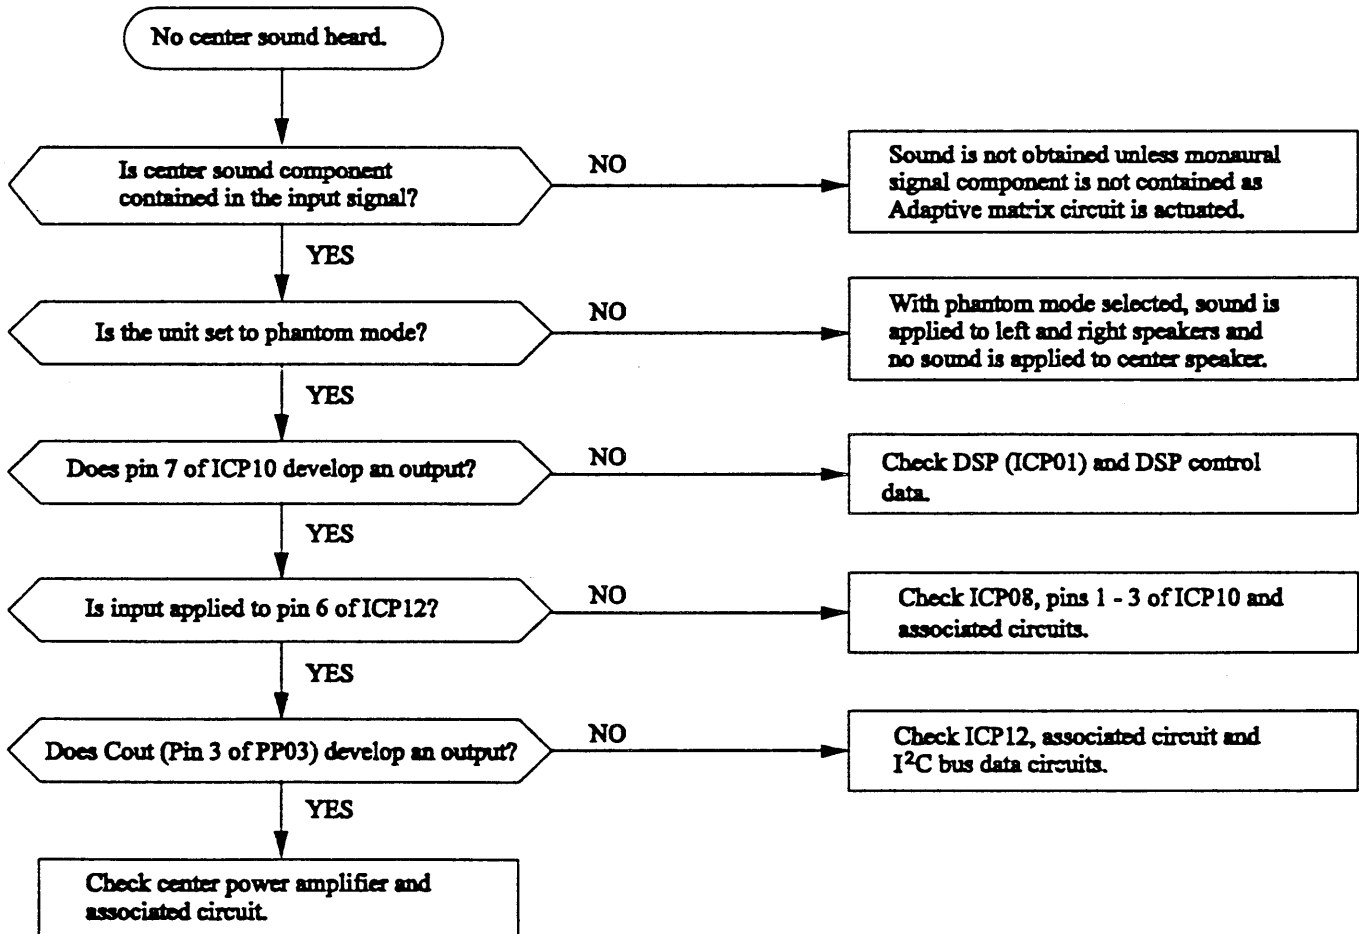 No center sound heard.
Is center sound component
contained in the input signal?
NO
Sound is not obtained unless monaural
signal component is not contained as
Adaptive matrix circuit is actuated.
YES
Is the unit set to phantom mode?
NO
With phantom mode selected, sound is
applied to left and right speakers and
no sound is applied to center speaker.
YES
Does pin 7 of ICP10 develop an output?
NO
Check DSP (ICP01) and DSP control
data.
YES
Is input applied to pin 6 of ICP12?
NO
Check ICP08, pins 1 - 3 of ICP10 and
associated circuits.
YES
Does Cout (Pin 3 of PP03) develop an output?
NO
Check ICP12, associated circuit and
I²C bus data circuits.
YES
Check center power amplifier and
associated circuit.